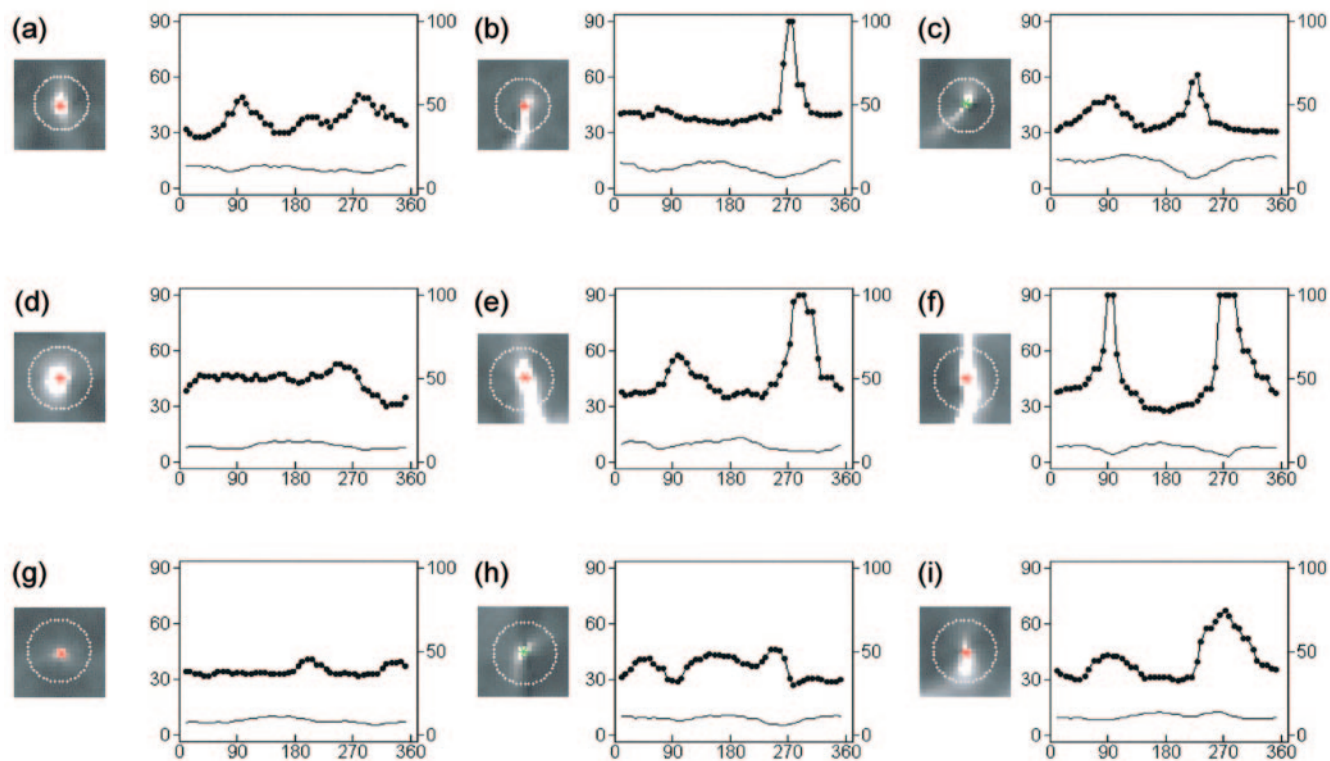 (a) 90 60 30 0 100 50 0
0 90 180 270 360
(b) 90 60 30 0 100 50 0
0 90 180 270 360
(c) 90 60 30 0 100 50 0
0 90 180 270 360
(d) 90 60 30 0 100 50 0
0 90 180 270 360
(e) 90 60 30 0 100 50 0
0 90 180 270 360
(f) 90 60 30 0 100 50 0
0 90 180 270 360
(g) 90 60 30 0 100 50 0
0 90 180 270 360
(h) 90 60 30 0 100 50 0
0 90 180 270 360
(i) 90 60 30 0 100 50 0
0 90 180 270 360